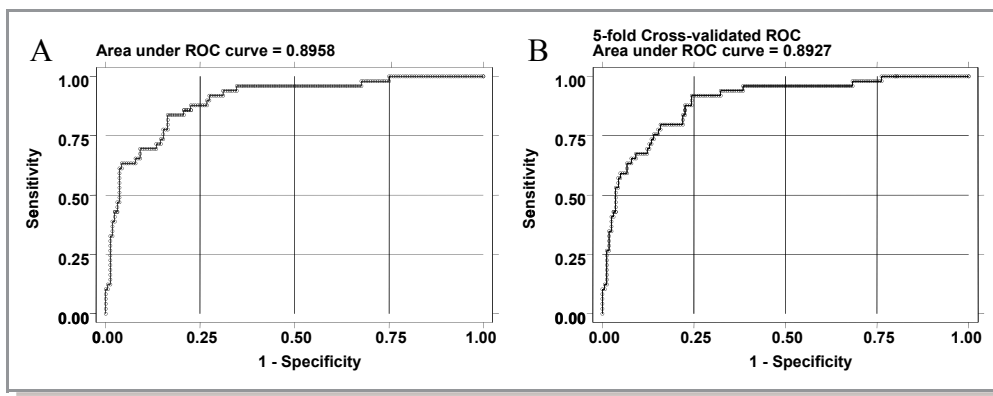 A
Area under ROC curve = 0.8958
1.00
0.75
0.50
0.25
0.00
Sensitivity
0.00
0.25
0.50
0.75
1.00
1 - Specificity
B
5-fold Cross-validated ROC
Area under ROC curve = 0.8927
1.00
0.75
0.50
0.25
0.00
Sensitivity
0.00
0.25
0.50
0.75
1.00
1 - Specificity